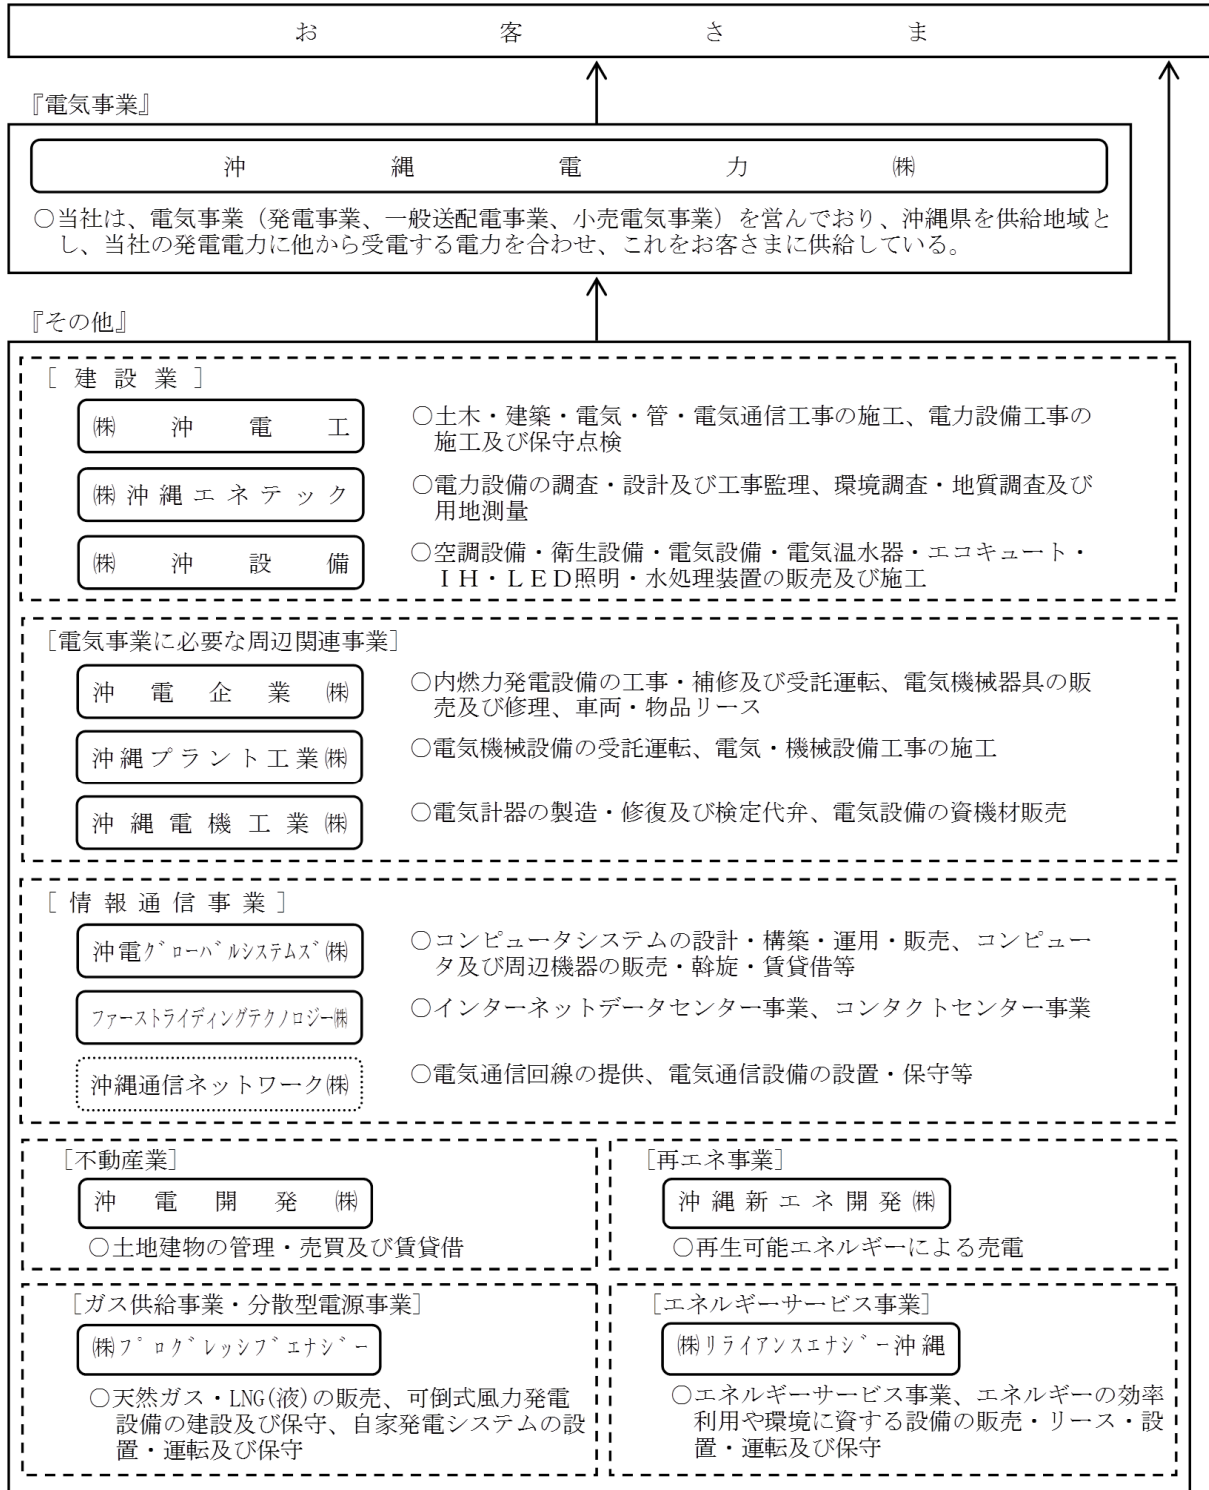 お客さま
『電気事業』
沖縄電力㈱
○当社は、電気事業（発電事業、一般送配電事業、小売電気事業）を営んでおり、沖縄県を供給地域と
し、当社の発電電力に他から受電する電力を合わせ、これをお客さまに供給している。
『その他』
［建設業］
㈱沖電工
○土木・建築・電気・管・電気通信工事の施工、電力設備工事の
施工及び保守点検
㈱沖縄エネテック
○電力設備の調査・設計及び工事監理、環境調査・地質調査及び
用地測量
㈱沖設備
○空調設備・衛生設備・電気設備・電気温水器・エコキュート・
ＩＨ・ＬＥＤ照明・水処理装置の販売及び施工
［電気事業に必要な周辺関連事業］
沖電企業㈱
○内燃力発電設備の工事・補修及び受託運転、電気機械器具の販
売及び修理、車両・物品リース
沖縄プラント工業㈱
○電気機械設備の受託運転、電気・機械設備工事の施工
沖縄電機工業㈱
○電気計器の製造・修復及び検定代弁、電気設備の資機材販売
［情報通信事業］
沖電ｸﾞﾛｰﾊﾞﾙｼｽﾃﾑｽﾞ㈱
○コンピュータシステムの設計・構築・運用・販売、コンピュー
タ及び周辺機器の販売・斡旋・賃貸借等
ファーストライディングテクノロジー㈱
○インターネットデータセンター事業、コンタクトセンター事業
沖縄通信ネットワーク㈱
○電気通信回線の提供、電気通信設備の設置・保守等
［不動産業］
沖電開発㈱
○土地建物の管理・売買及び賃貸借
［再エネ事業］
沖縄新エネ開発㈱
○再生可能エネルギーによる売電
［ガス供給事業・分散型電源事業］
㈱ﾌﾟﾛｸﾞﾚｯｼﾌﾞｴﾅｼﾞｰ
○天然ガス・LNG(液)の販売、可倒式風力発電
設備の建設及び保守、自家発電システムの設
置・運転及び保守
［エネルギーサービス事業］
㈱ﾘﾗｲｱﾝｽｴﾅｼﾞｰ沖縄
○エネルギーサービス事業、エネルギーの効率
利用や環境に資する設備の販売・リース・設
置・運転及び保守